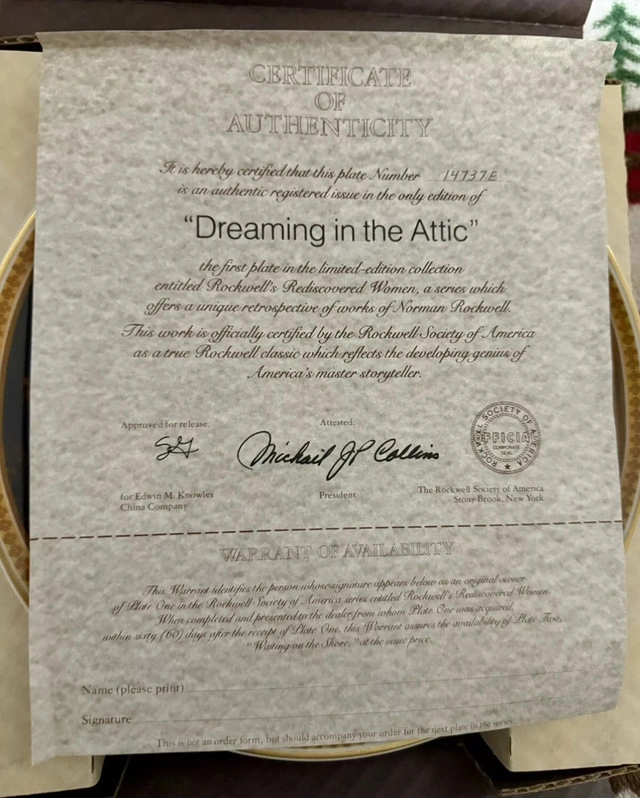 CERTIFICATE
OF
AUTHENTICITY
It is hereby certified that this plate Number 14737E
is an authentic registered issue in the only edition of
“Dreaming in the Attic”
the first plate in the limited-edition collection
entitled Rockwell's Rediscovered Women, a series which
offers a unique retrospective of works of Norman Rockwell.
This work is officially certified by the Rockwell Society of America
as a true Rockwell classic which reflects the developing genius of
America's master storyteller.
Approved for release:
Attested:
Michail JP Collins
ROCKWELL SOCIETY OF AMERICA
OFFICIAL
CORPORATE
SEAL
for Edwin M. Knowles
China Company
President
The Rockwell Society of America
Stony Brook, New York
WARRANT OF AVAILABILITY
This Warrant identifies the person whose signature appears below as an original owner
of Plate One in the Rockwell Society of America series entitled Rockwell's Rediscovered Women.
When completed and presented to the dealer from whom Plate One was acquired,
within sixty (60) days after the receipt of Plate One, this Warrant assures the availability of Plate Two,
“Waiting on the Shore,” at the issue price.
Name (please print)
Signature
This is not an order form, but should accompany your order for the next plate in the series.